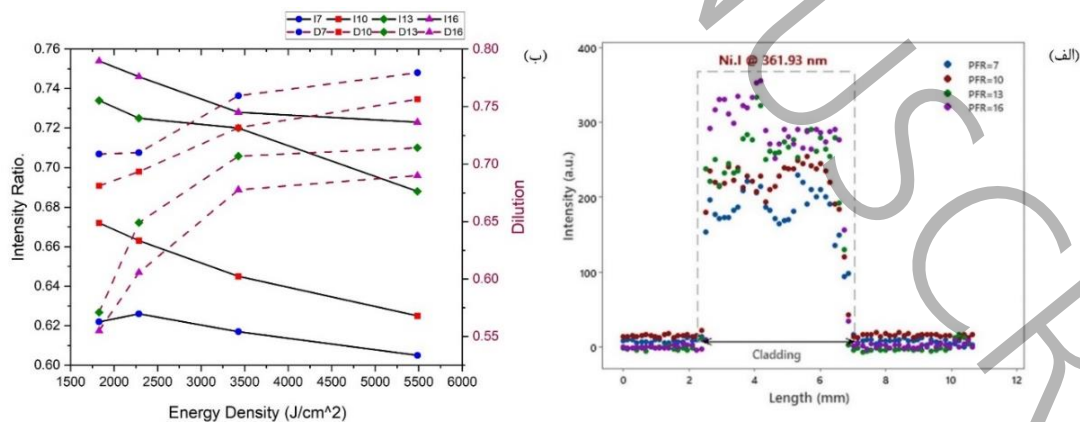 I7 I10 I13 I16
D7 D10 D13 D16
(ب)
0.76
0.74
0.72
0.70
0.68
0.66
0.64
0.62
0.60
Intensity Ratio.
0.80
0.75
0.70
0.65
0.60
0.55
Dilution
1500 2000 2500 3000 3500 4000 4500 5000 5500 6000
Energy Density (J/cm^2)
(الف)
Ni.I @ 361.93 nm
PFR=7
PFR=10
PFR=13
PFR=16
400
300
200
100
0
Intensity (a.u.)
Cladding
0 2 4 6 8 10 12
Length (mm)
USCR